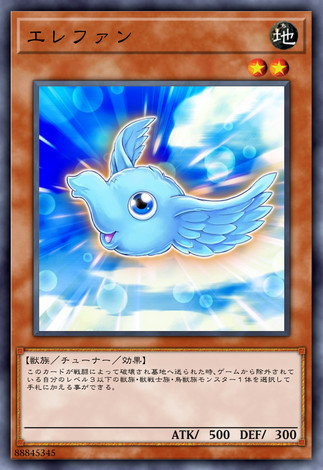 エレファン
地
【獣族／チューナー／効果】
このカードが戦闘によって破壊され墓地へ送られた時、ゲームから除外されて
いる自分のレベル３以下の獣族・獣戦士族・鳥獣族モンスター１体を選択して
手札に加える事ができる。
ATK/ 500 DEF/ 300
88845345